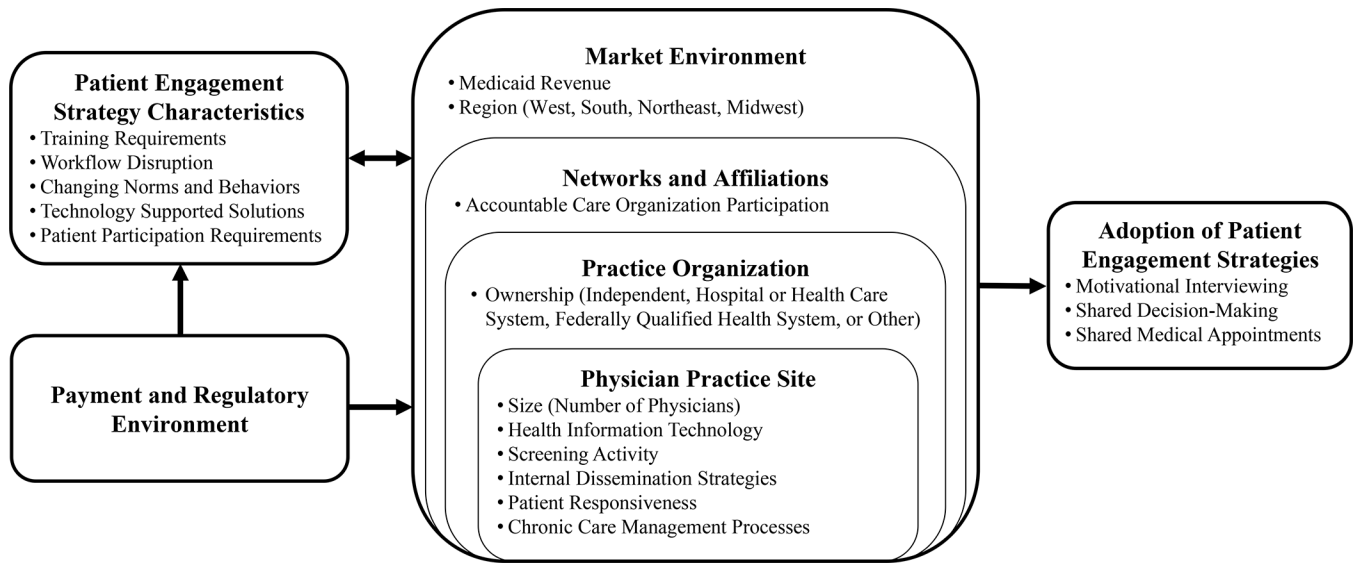 Patient Engagement
Strategy Characteristics
• Training Requirements
• Workflow Disruption
• Changing Norms and Behaviors
• Technology Supported Solutions
• Patient Participation Requirements
Payment and Regulatory
Environment
Market Environment
• Medicaid Revenue
• Region (West, South, Northeast, Midwest)
Networks and Affiliations
• Accountable Care Organization Participation
Practice Organization
• Ownership (Independent, Hospital or Health Care
System, Federally Qualified Health System, or Other)
Physician Practice Site
• Size (Number of Physicians)
• Health Information Technology
• Screening Activity
• Internal Dissemination Strategies
• Patient Responsiveness
• Chronic Care Management Processes
Adoption of Patient
Engagement Strategies
• Motivational Interviewing
• Shared Decision-Making
• Shared Medical Appointments